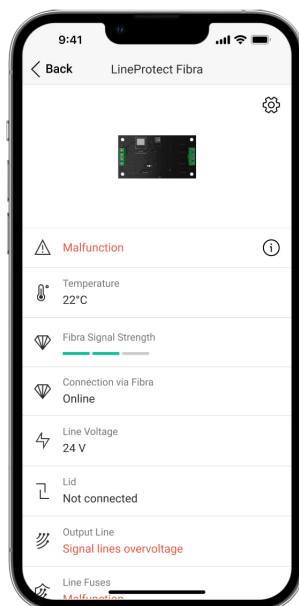 9:41
Back
LineProtect Fibra
Malfunction
Temperature
22°C
Fibra Signal Strength
Connection via Fibra
Online
Line Voltage
24 V
Lid
Not connected
Output Line
Signal lines overvoltage
Line Fuses
Malfunction